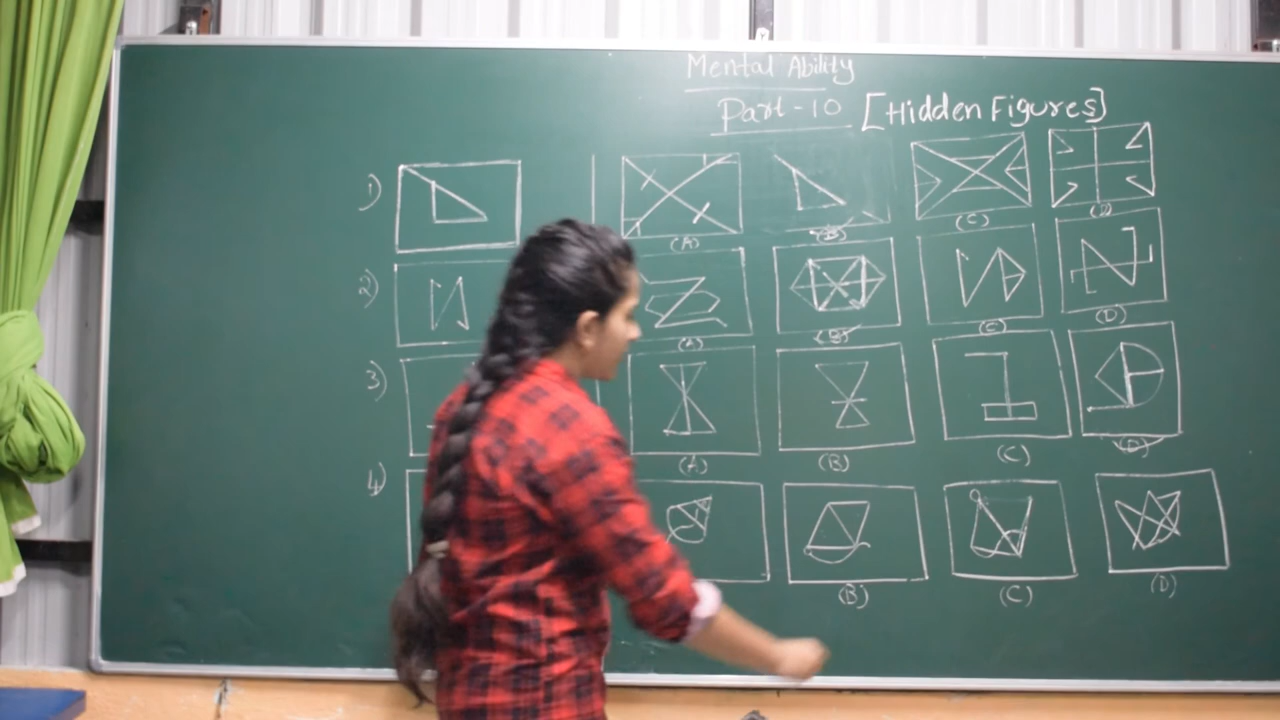 Mental Ability
Part-10 [Hidden Figures]
1)
(A) (B) (C) (D)
2)
(A) (B) (C) (D)
3)
(A) (B) (C) (D)
4)
(B) (C) (D)